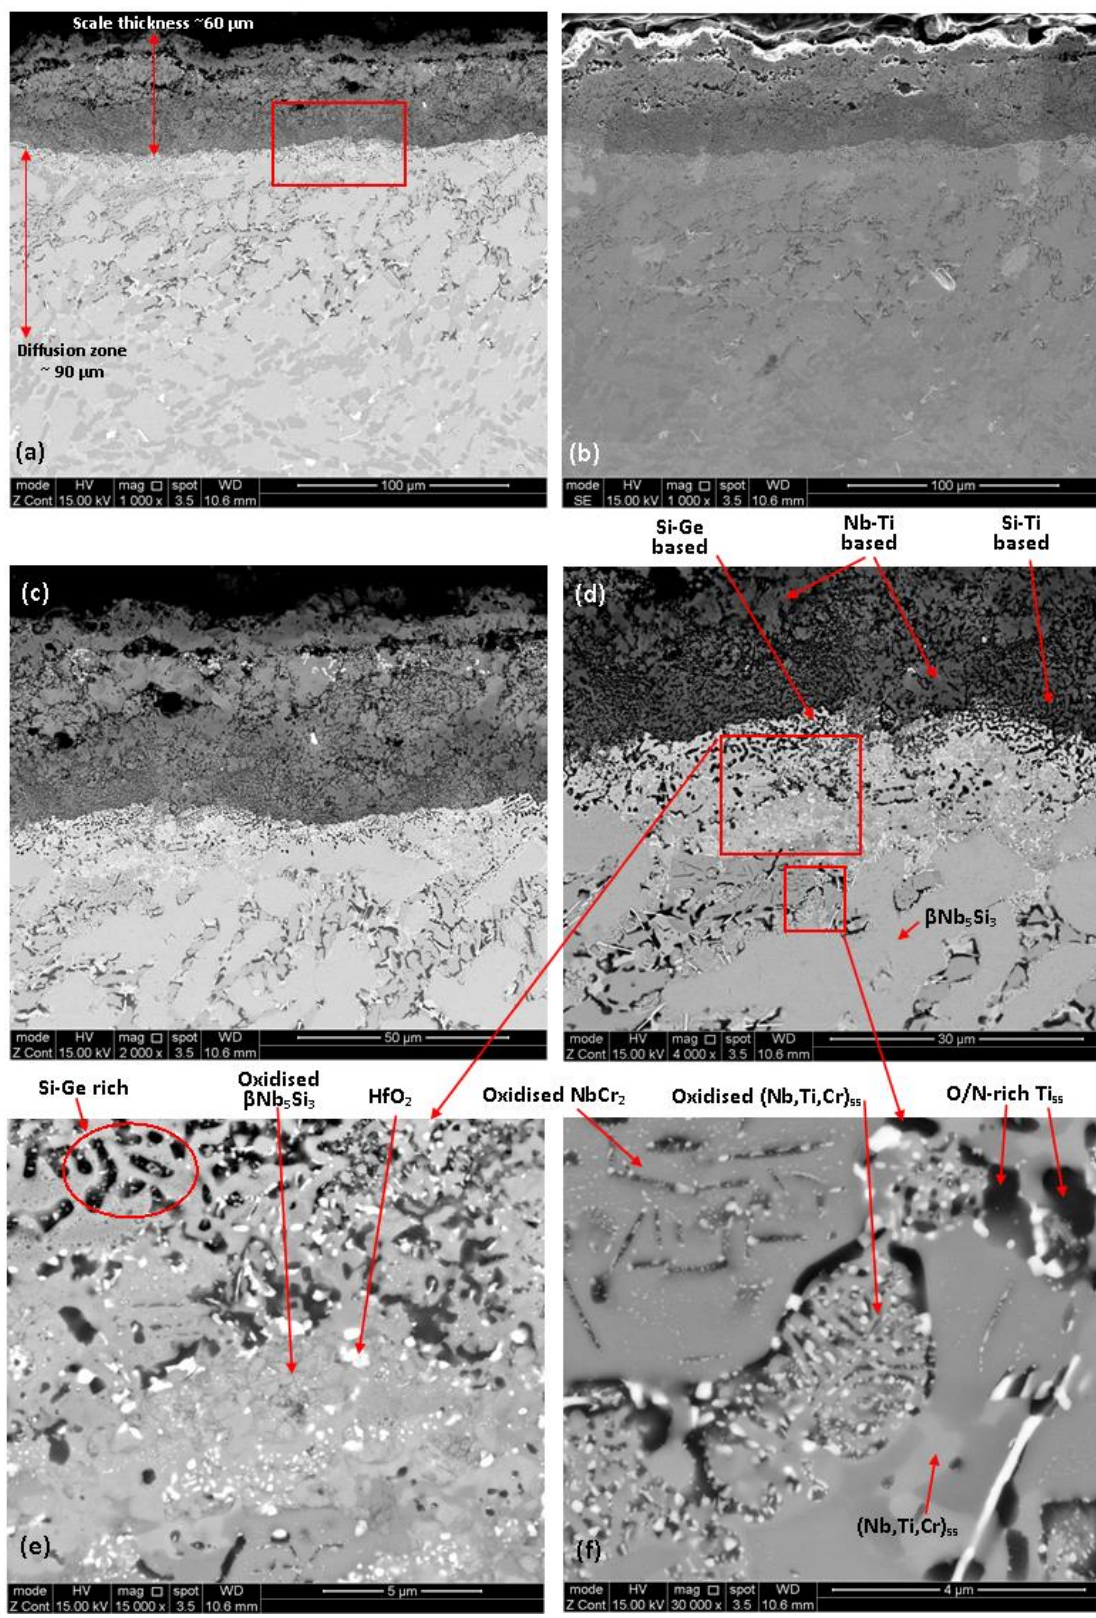 Scale thickness ~60 µm
Diffusion zone
~ 90 µm
(a)
mode HV mag □ spot WD
Z Cont 15.00 kV 1 000 x 3.5 10.6 mm
100 µm
(b)
mode HV mag □ spot WD
SE 15.00 kV 1 000 x 3.5 10.6 mm
100 µm
Si-Ge
based
Nb-Ti
based
Si-Ti
based
(c)
mode HV mag □ spot WD
Z Cont 15.00 kV 2 000 x 3.5 10.6 mm
50 µm
(d)
βNb₅Si₃
mode HV mag □ spot WD
Z Cont 15.00 kV 4 000 x 3.5 10.6 mm
30 µm
Si-Ge rich
Oxidised
βNb₅Si₃
HfO₂
(e)
mode HV mag □ spot WD
Z Cont 15.00 kV 15 000 x 3.5 10.6 mm
5 µm
Oxidised NbCr₂
Oxidised (Nb,Ti,Cr)ss
O/N-rich Tiss
(Nb,Ti,Cr)ss
(f)
mode HV mag □ spot WD
Z Cont 15.00 kV 30 000 x 3.5 10.6 mm
4 µm